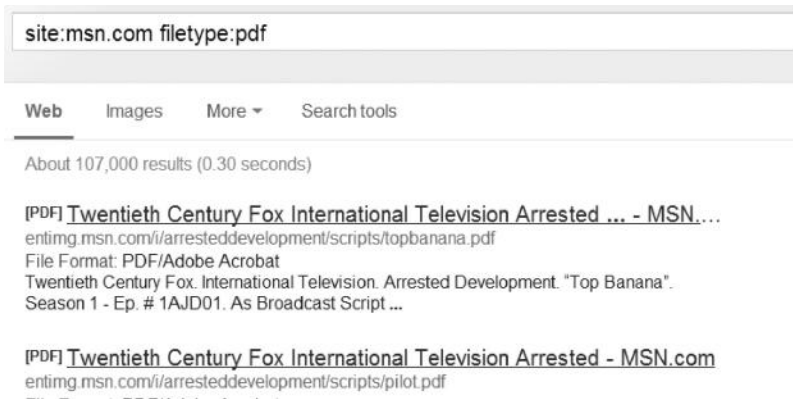 site:msn.com filetype:pdf
Web Images More Search tools
About 107,000 results (0.30 seconds)
[PDF] Twentieth Century Fox International Television Arrested ... - MSN....
entimg.msn.com/i/arresteddevelopment/scripts/topbanana.pdf
File Format: PDF/Adobe Acrobat
Twentieth Century Fox. International Television. Arrested Development. "Top Banana".
Season 1 - Ep. # 1AJD01. As Broadcast Script ...
[PDF] Twentieth Century Fox International Television Arrested - MSN.com
entimg.msn.com/i/arresteddevelopment/scripts/pilot.pdf